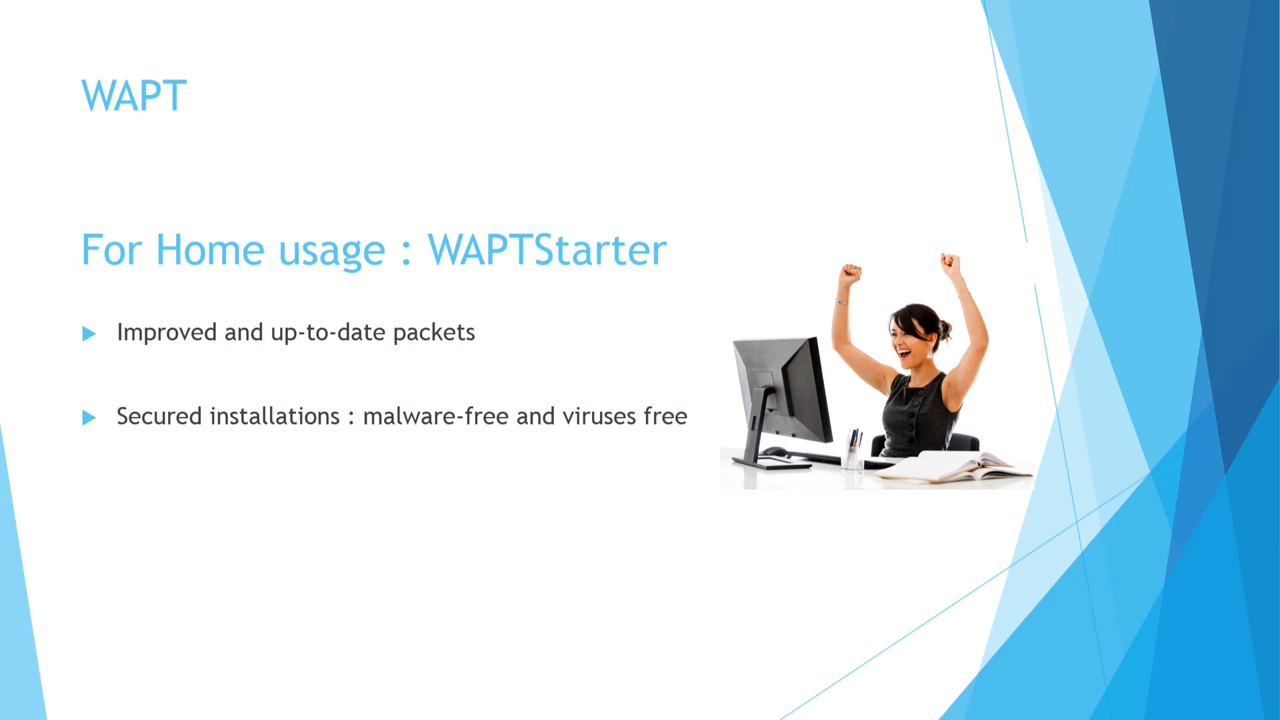 WAPT
For Home usage : WAPTStarter
Improved and up-to-date packets
Secured installations : malware-free and viruses free